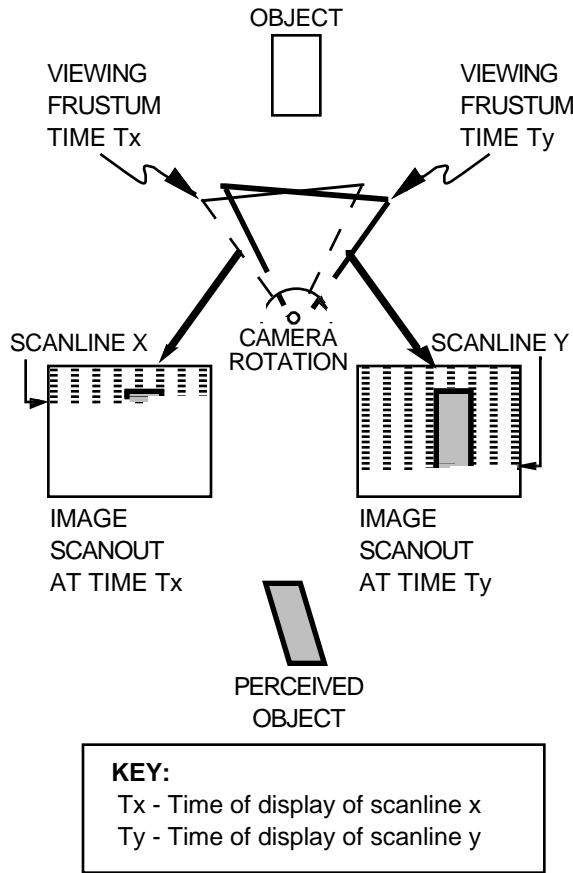 OBJECT
VIEWING
FRUSTUM
TIME Tx
VIEWING
FRUSTUM
TIME Ty
CAMERA
ROTATION
SCANLINE X
SCANLINE Y
IMAGE
SCANOUT
AT TIME Tx
IMAGE
SCANOUT
AT TIME Ty
PERCEIVED
OBJECT
KEY:
Tx - Time of display of scanline x
Ty - Time of display of scanline y